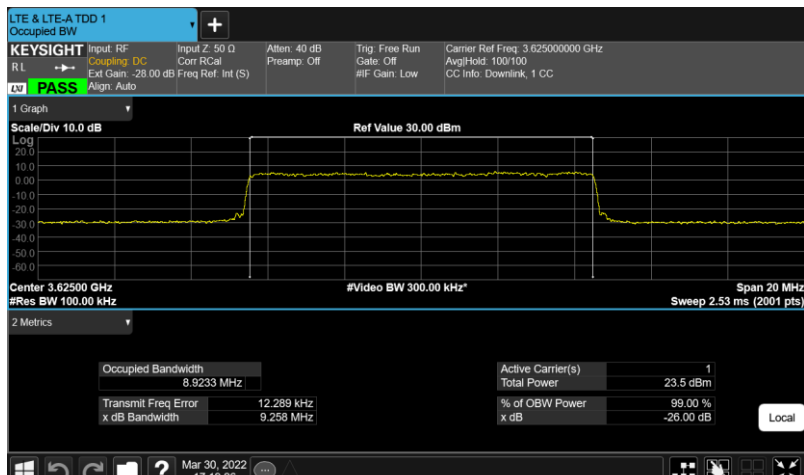 LTE & LTE-A TDD 1
Occupied BW
KEYSIGHT
R L
LXI PASS
Input: RF
Coupling: DC
Ext Gain: -28.00 dB
Align: Auto
Input Z: 50 Ω
Corr RCal
Freq Ref: Int (S)
Atten: 40 dB
Preamp: Off
Trig: Free Run
Gate: Off
#IF Gain: Low
Carrier Ref Freq: 3.625000000 GHz
Avg|Hold: 100/100
CC Info: Downlink, 1 CC
1 Graph
Scale/Div 10.0 dB
Ref Value 30.00 dBm
Log
20.0
10.0
0.00
-10.0
-20.0
-30.0
-40.0
-50.0
-60.0
Center 3.62500 GHz
#Video BW 300.00 kHz*
Span 20 MHz
#Res BW 100.00 kHz
Sweep 2.53 ms (2001 pts)
2 Metrics
Occupied Bandwidth
8.9233 MHz
Transmit Freq Error 12.289 kHz
x dB Bandwidth 9.258 MHz
Active Carrier(s) 1
Total Power 23.5 dBm
% of OBW Power 99.00 %
x dB -26.00 dB
Local
Mar 30, 2022